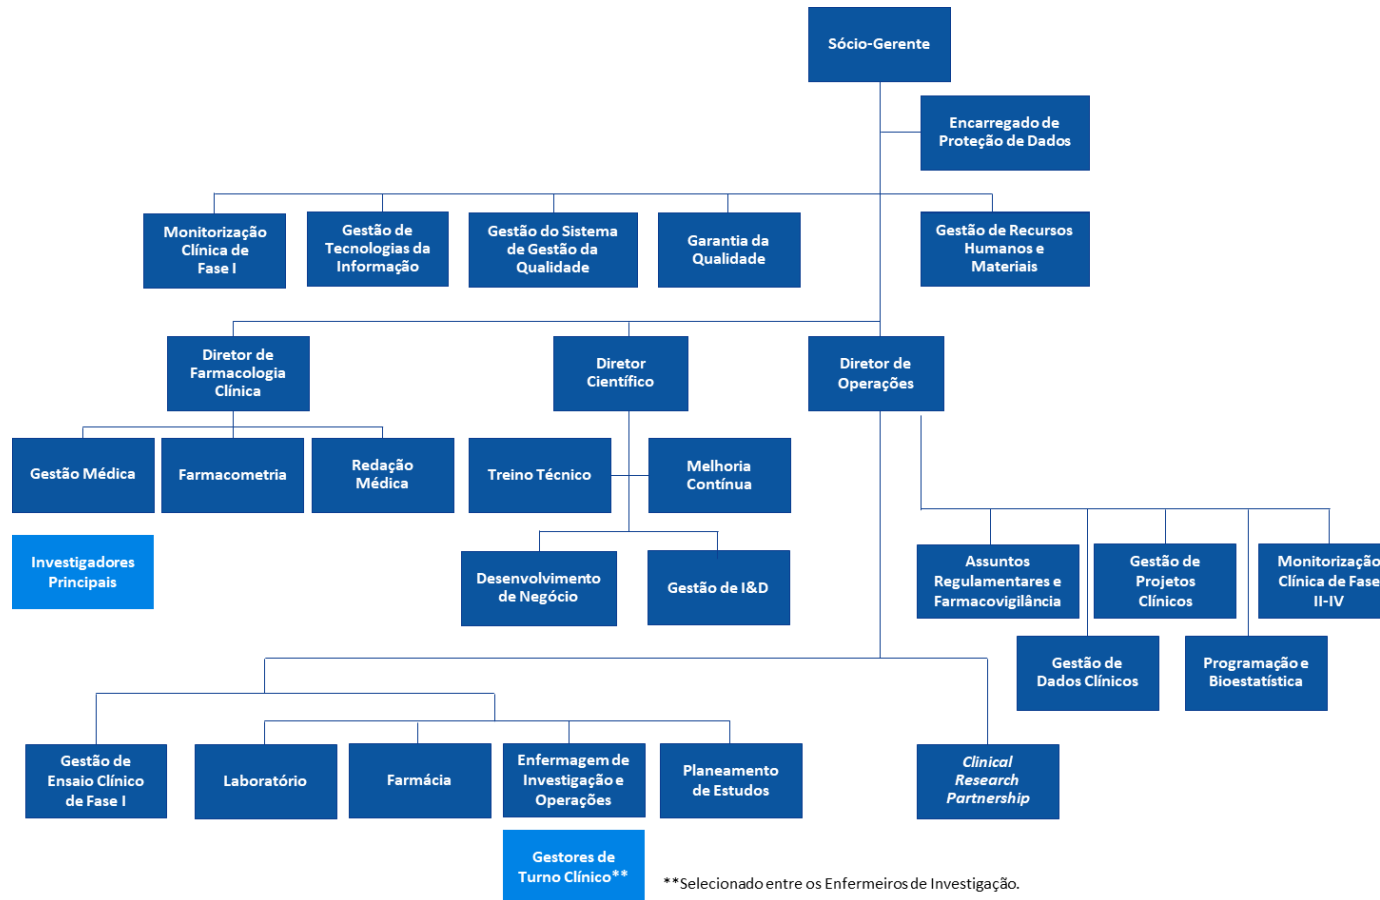 Sócio-Gerente
Encarregado de
Proteção de Dados
Monitorização
Clínica de
Fase I
Gestão de
Tecnologias da
Informação
Gestão do Sistema
de Gestão da
Qualidade
Garantia da
Qualidade
Gestão de Recursos
Humanos e
Materiais
Diretor de
Farmacologia
Clínica
Diretor
Científico
Diretor de
Operações
Gestão Médica
Farmacometria
Redação
Médica
Treino Técnico
Melhoria
Contínua
Investigadores
Principais
Desenvolvimento
de Negócio
Gestão de I&D
Assuntos
Regulamentares e
Farmacovigilância
Gestão de
Projetos
Clínicos
Monitorização
Clínica de Fase
II-IV
Gestão de
Dados Clínicos
Programação e
Bioestatística
Gestão de
Ensaio Clínico
de Fase I
Laboratório
Farmácia
Enfermagem de
Investigação e
Operações
Planeamento
de Estudos
Clinical
Research
Partnership
Gestores de
Turno Clínico**
**Selecionado entre os Enfermeiros de Investigação.